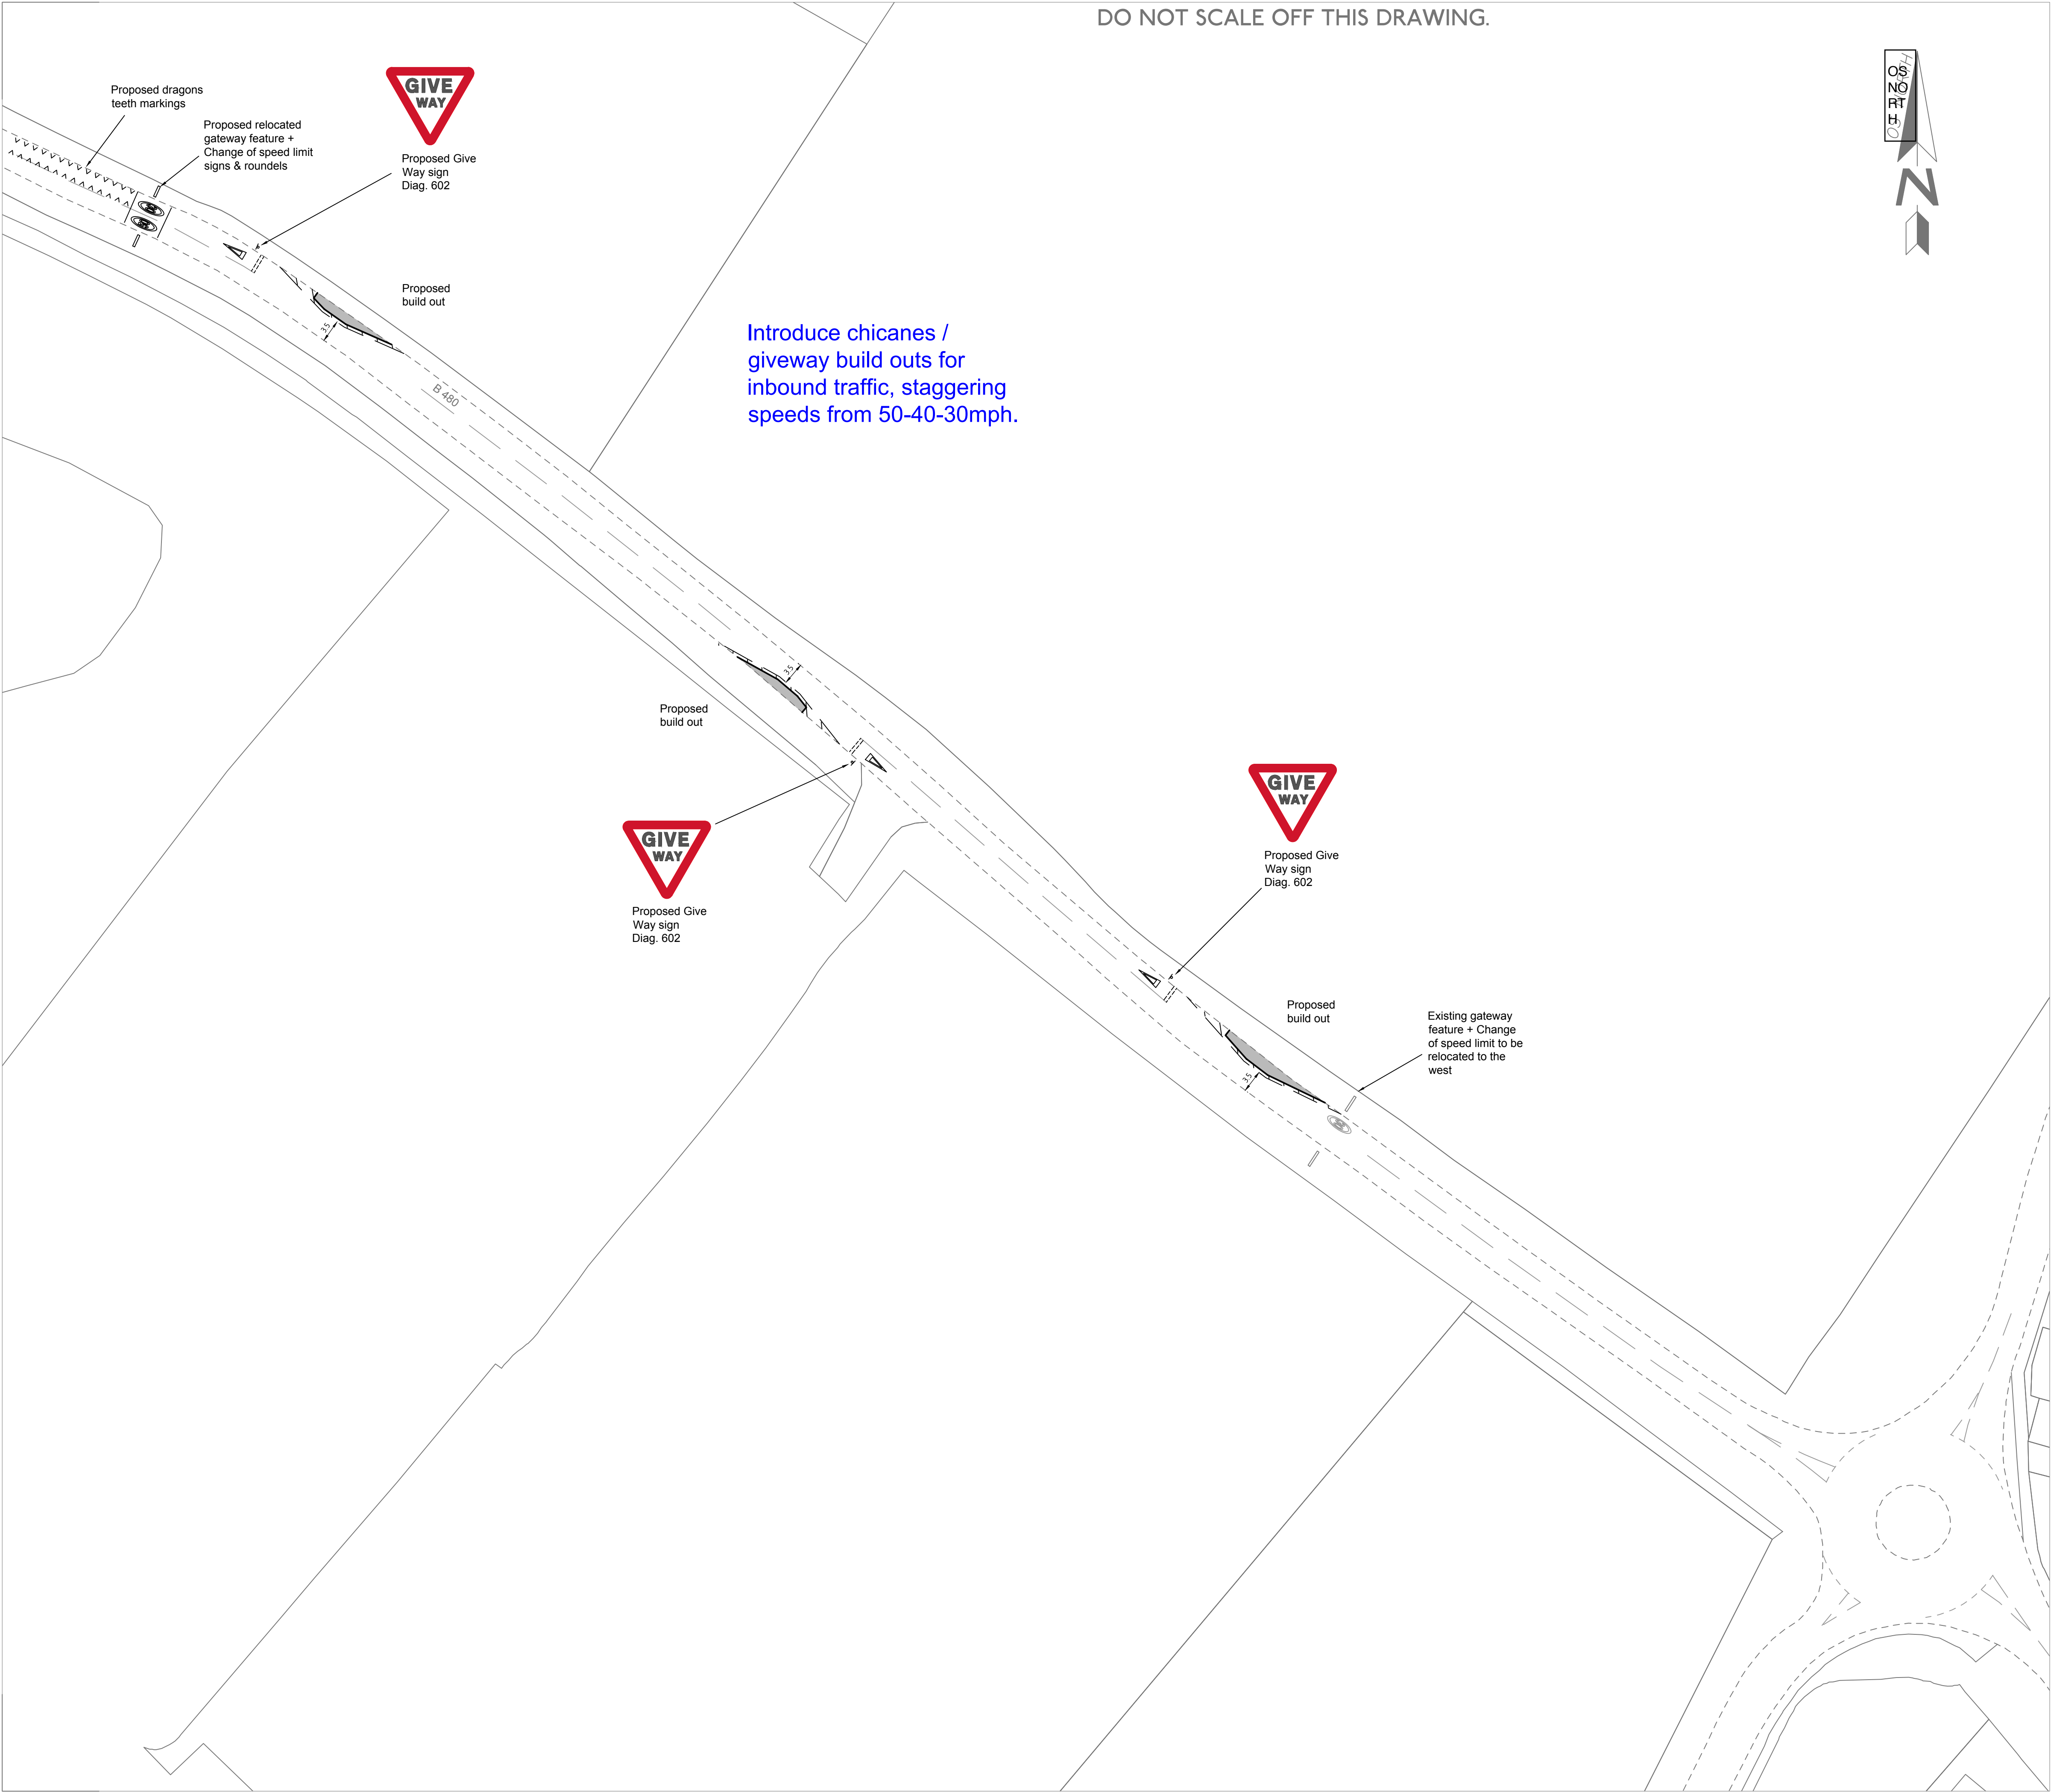 DO NOT SCALE OFF THIS DRAWING.
OS
NO
RT
H
OS NORTH
N
Proposed dragons
teeth markings
Proposed relocated
gateway feature +
Change of speed limit
signs & roundels
GIVE
WAY
Proposed Give
Way sign
Diag. 602
Proposed
build out
3.5
B 480
Introduce chicanes /
giveway build outs for
inbound traffic, staggering
speeds from 50-40-30mph.
3.5
Proposed
build out
GIVE
WAY
Proposed Give
Way sign
Diag. 602
GIVE
WAY
Proposed Give
Way sign
Diag. 602
Proposed
build out
3.5
Existing gateway
feature + Change
of speed limit to be
relocated to the
west